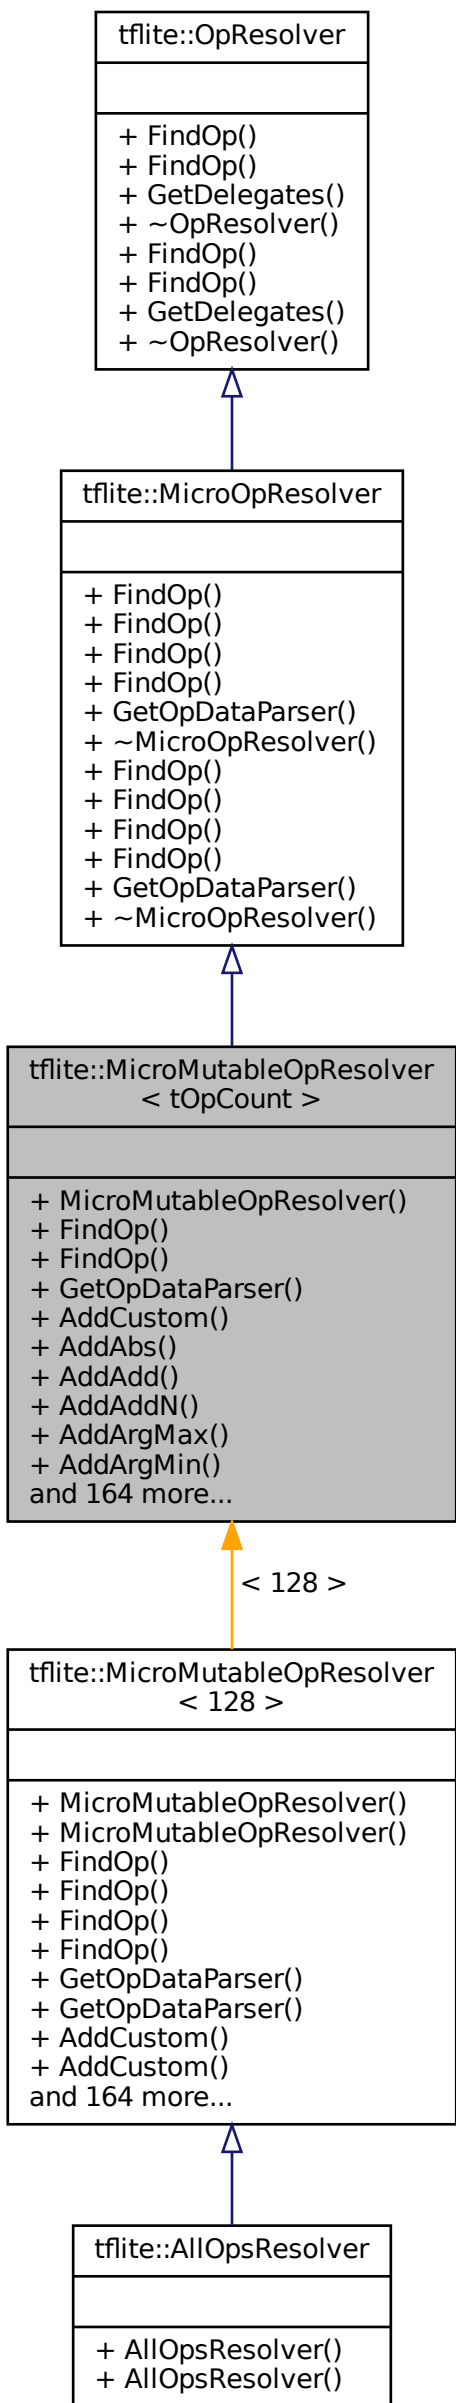 tflite::OpResolver
+ FindOp()
+ FindOp()
+ GetDelegates()
+ ~OpResolver()
+ FindOp()
+ FindOp()
+ GetDelegates()
+ ~OpResolver()
tflite::MicroOpResolver
+ FindOp()
+ FindOp()
+ FindOp()
+ FindOp()
+ GetOpDataParser()
+ ~MicroOpResolver()
+ FindOp()
+ FindOp()
+ FindOp()
+ FindOp()
+ GetOpDataParser()
+ ~MicroOpResolver()
tflite::MicroMutableOpResolver
< tOpCount >
+ MicroMutableOpResolver()
+ FindOp()
+ FindOp()
+ GetOpDataParser()
+ AddCustom()
+ AddAbs()
+ AddAdd()
+ AddAddN()
+ AddArgMax()
+ AddArgMin()
and 164 more...
< 128 >
tflite::MicroMutableOpResolver
< 128 >
+ MicroMutableOpResolver()
+ MicroMutableOpResolver()
+ FindOp()
+ FindOp()
+ FindOp()
+ FindOp()
+ GetOpDataParser()
+ GetOpDataParser()
+ AddCustom()
+ AddCustom()
and 164 more...
tflite::AllOpsResolver
+ AllOpsResolver()
+ AllOpsResolver()